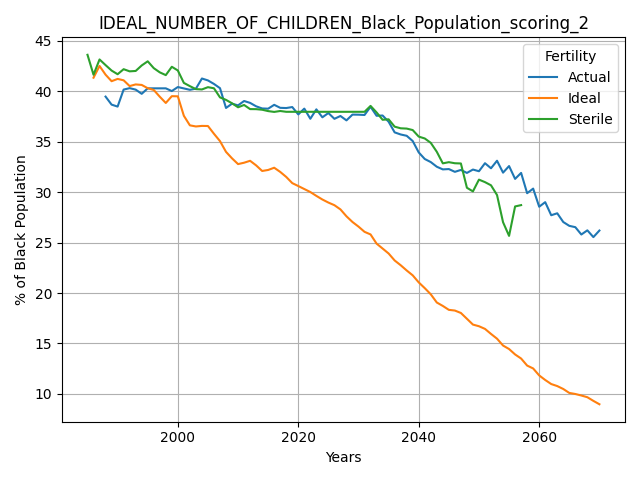 IDEAL_NUMBER_OF_CHILDREN_Black_Population_scoring_2
45
40
35
30
25
20
15
10
% of Black Population
Fertility
Actual
Ideal
Sterile
2000
2020
2040
2060
Years